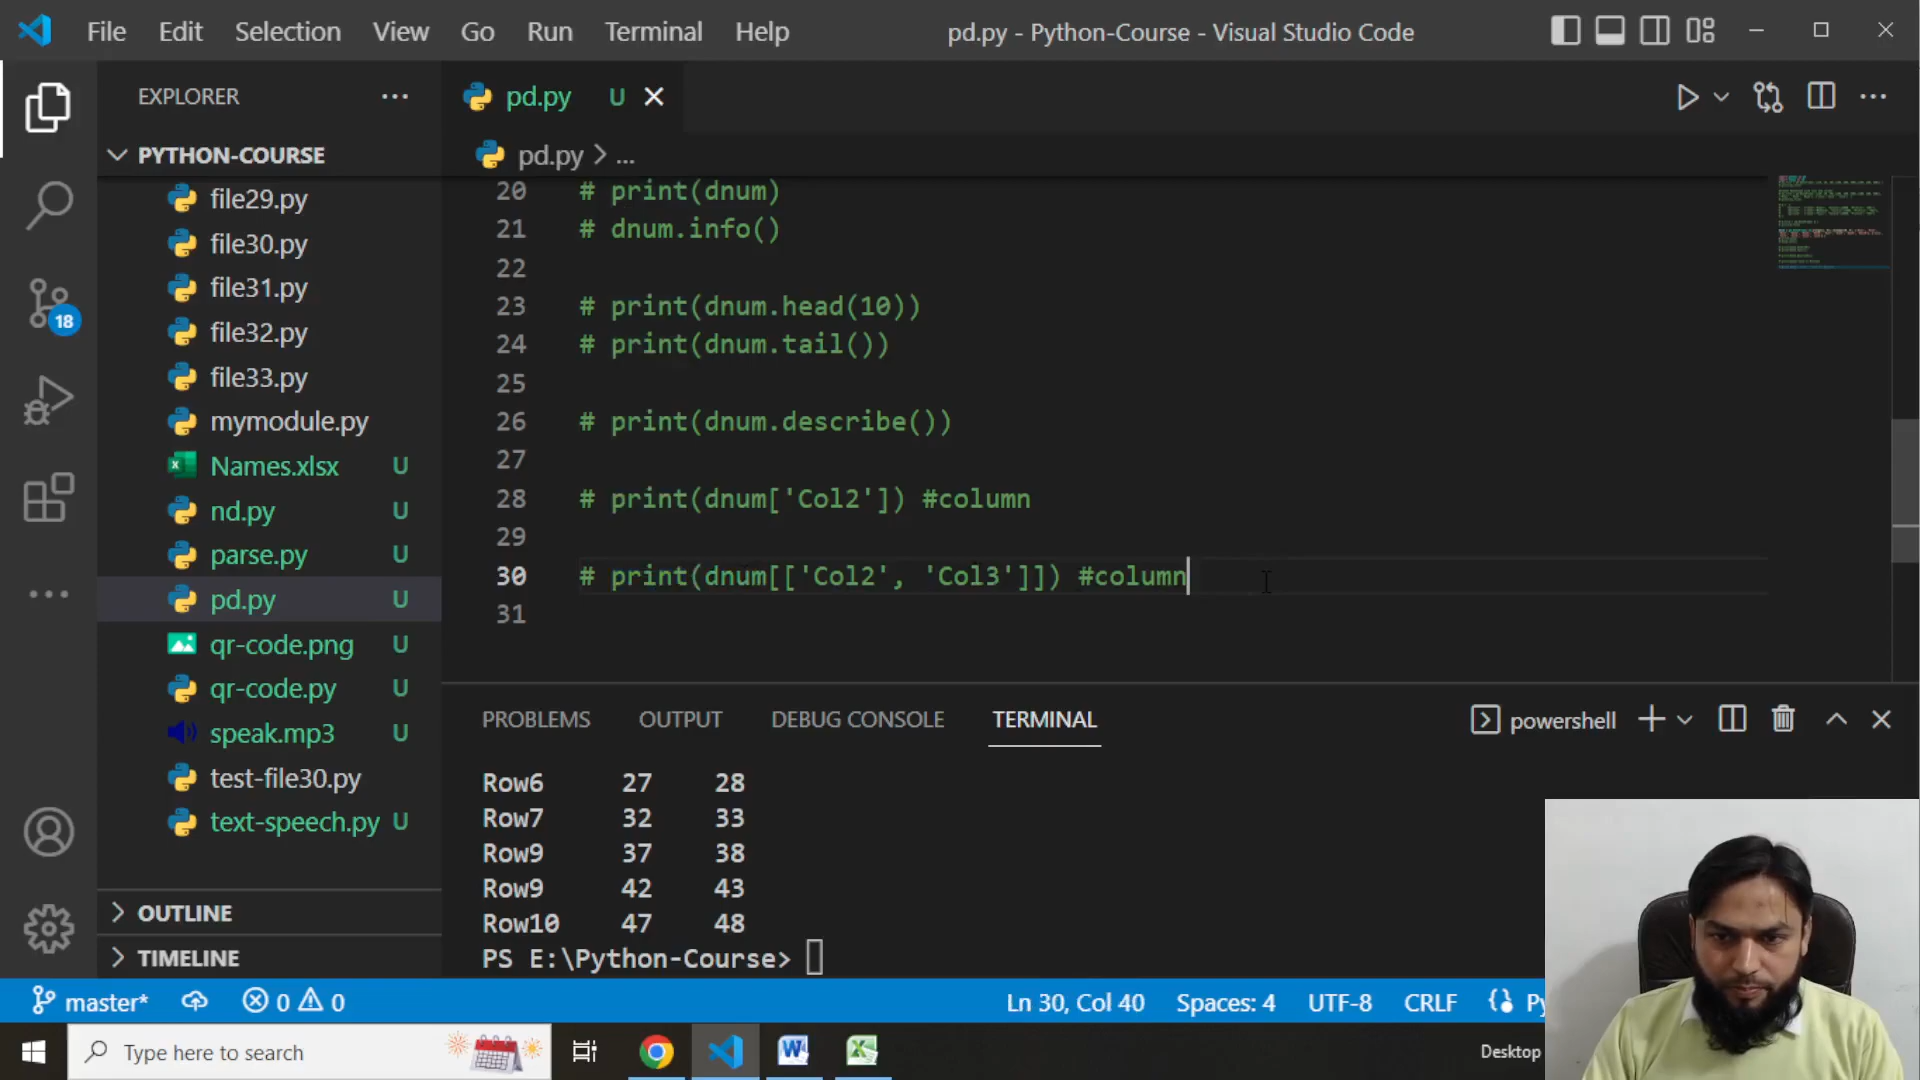 File Edit Selection View Go Run Terminal Help pd.py - Python-Course - Visual Studio Code
EXPLORER ...
pd.py U
PYTHON-COURSE
pd.py > ...
file29.py
file30.py
file31.py
file32.py
file33.py
mymodule.py
Names.xlsx U
nd.py U
parse.py U
pd.py U
qr-code.png U
qr-code.py U
speak.mp3 U
test-file30.py
text-speech.py U
OUTLINE
TIMELINE
18
20 # print(dnum)
21 # dnum.info()
22
23 # print(dnum.head(10))
24 # print(dnum.tail())
25
26 # print(dnum.describe())
27
28 # print(dnum['Col2']) #column
29
30 # print(dnum[['Col2', 'Col3']]) #column
31
PROBLEMS OUTPUT DEBUG CONSOLE TERMINAL powershell
Row6 27 28
Row7 32 33
Row9 37 38
Row9 42 43
Row10 47 48
PS E:\Python-Course>
master* 0 0 Ln 30, Col 40 Spaces: 4 UTF-8 CRLF Py
Type here to search Desktop